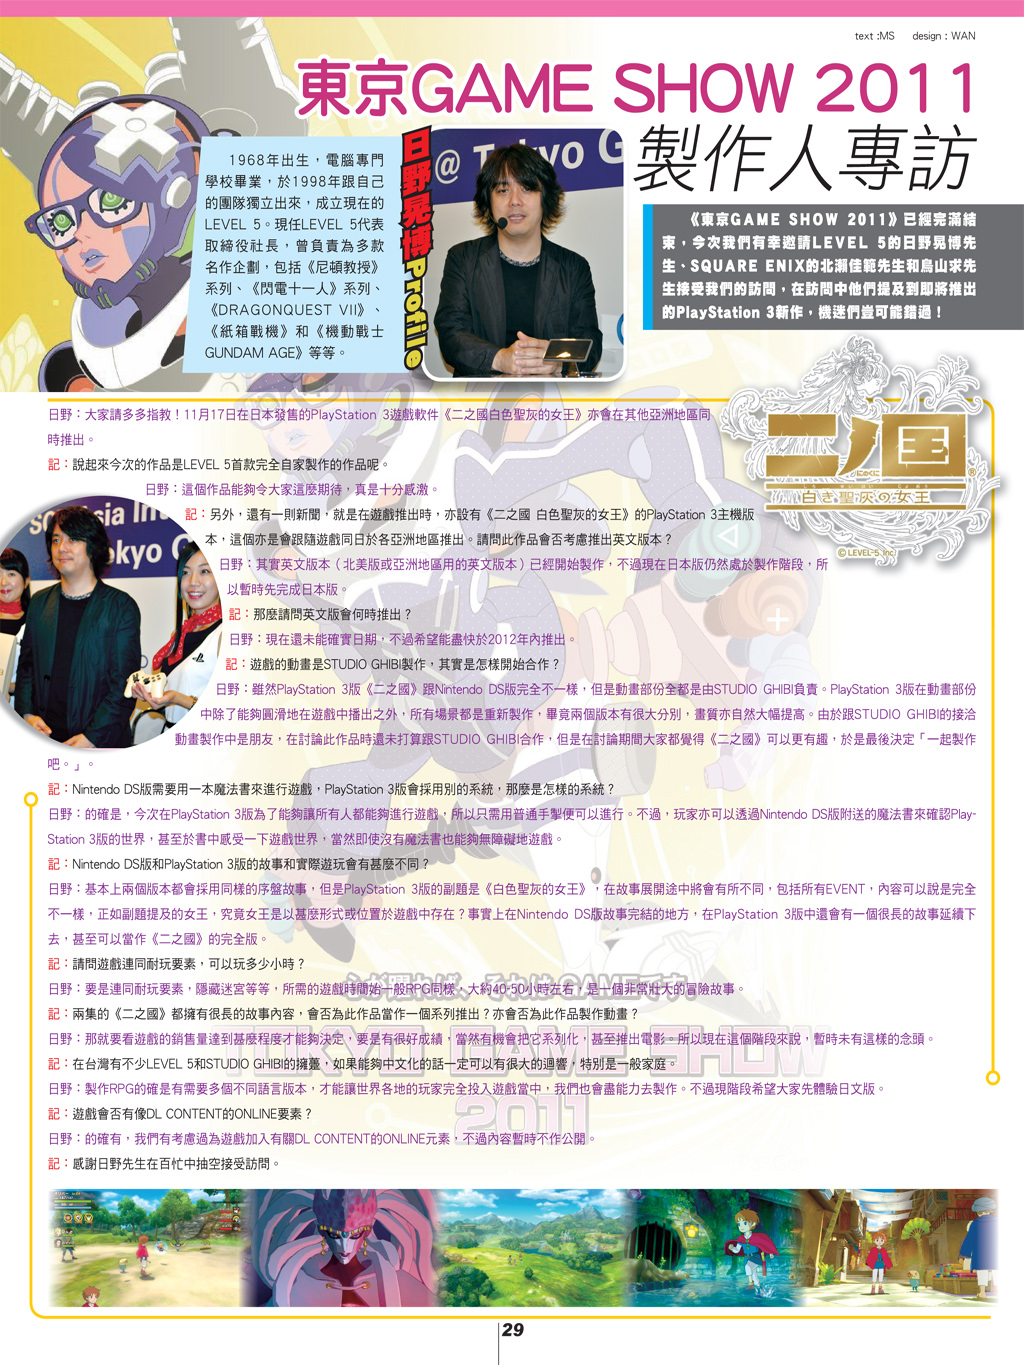 text :MS design : WAN
東京GAME SHOW 2011
製作人專訪
《東京GAME SHOW 2011》已經完滿結
束，今次我們有幸邀請LEVEL 5的日野晃博先
生、SQUARE ENIX的北瀨佳範先生和鳥山求先
生接受我們的訪問，在訪問中他們提及到即將推出
的PlayStation 3新作，機迷們豈可能錯過！
日野晃博Profile
1968年出生，電腦專門
學校畢業，於1998年跟自己
的團隊獨立出來，成立現在的
LEVEL 5。現任LEVEL 5代表
取締役社長，曾負責為多款
名作企劃，包括《尼頓教授》
系列、《閃電十一人》系列、
《DRAGONQUEST VII》、
《紙箱戰機》和《機動戰士
GUNDAM AGE》等等。
@ Tokyo G
二ノ国
にのくに
®
白き聖灰の女王
© LEVEL-5 Inc.
日野：大家請多多指教！11月17日在日本發售的PlayStation 3遊戲軟件《二之國白色聖灰的女王》亦會在其他亞洲地區同
時推出。
記：說起來今次的作品是LEVEL 5首款完全自家製作的作品呢。
日野：這個作品能夠令大家這麼期待，真是十分感激。
記：另外，還有一則新聞，就是在遊戲推出時，亦設有《二之國 白色聖灰的女王》的PlayStation 3主機版
本，這個亦是會跟隨遊戲同日於各亞洲地區推出。請問此作品會否考慮推出英文版本？
日野：其實英文版本（北美版或亞洲地區用的英文版本）已經開始製作，不過現在日本版仍然處於製作階段，所
以暫時先完成日本版。
記：那麼請問英文版會何時推出？
日野：現在還未能確實日期，不過希望能盡快於2012年內推出。
記：遊戲的動畫是STUDIO GHIBI製作，其實是怎樣開始合作？
日野：雖然PlayStation 3版《二之國》跟Nintendo DS版完全不一樣，但是動畫部份全都是由STUDIO GHIBI負責。PlayStation 3版在動畫部份
中除了能夠圓滑地在遊戲中播出之外，所有場景都是重新製作，畢竟兩個版本有很大分別，畫質亦自然大幅提高。由於跟STUDIO GHIBI的接洽
動畫製作中是朋友，在討論此作品時還未打算跟STUDIO GHIBI合作，但是在討論期間大家都覺得《二之國》可以更有趣，於是最後決定「一起製作
吧。」。
記：Nintendo DS版需要用一本魔法書來進行遊戲，PlayStation 3版會採用別的系統，那麼是怎樣的系統？
日野：的確是，今次在PlayStation 3版為了能夠讓所有人都能夠進行遊戲，所以只需用普通手掣便可以進行。不過，玩家亦可以透過Nintendo DS版附送的魔法書來確認Play-
Station 3版的世界，甚至於書中感受一下遊戲世界，當然即使沒有魔法書也能夠無障礙地遊戲。
記：Nintendo DS版和PlayStation 3版的故事和實際遊玩會有甚麼不同？
日野：基本上兩個版本都會採用同樣的序盤故事，但是PlayStation 3版的副題是《白色聖灰的女王》，在故事展開途中將會有所不同，包括所有EVENT，內容可以說是完全
不一樣，正如副題提及的女王，究竟女王是以甚麼形式或位置於遊戲中存在？事實上在Nintendo DS版故事完結的地方，在PlayStation 3版中還會有一個很長的故事延續下
去，甚至可以當作《二之國》的完全版。
記：請問遊戲連同耐玩要素，可以玩多少小時？
日野：要是連同耐玩要素，隱藏迷宮等等，所需的遊戲時間始一般RPG同樣，大約40-50小時左右，是一個非常壯大的冒險故事。
記：兩集的《二之國》都擁有很長的故事內容，會否為此作品當作一個系列推出？亦會否為此作品製作動畫？
日野：那就要看遊戲的銷售量達到甚麼程度才能夠決定，要是有很好成績，當然有機會把它系列化，甚至推出電影。所以現在這個階段來說，暫時未有這樣的念頭。
記：在台灣有不少LEVEL 5和STUDIO GHIBI的擁躉，如果能夠中文化的話一定可以有很大的迴響，特別是一般家庭。
日野：製作RPG的確是有需要多個不同語言版本，才能讓世界各地的玩家完全投入遊戲當中，我們也會盡能力去製作。不過現階段希望大家先體驗日文版。
記：遊戲會否有像DL CONTENT的ONLINE要素？
日野：的確有，我們有考慮過為遊戲加入有關DL CONTENT的ONLINE元素，不過內容暫時不作公開。
記：感謝日野先生在百忙中抽空接受訪問。
心が躍れば、それはGAMEです。
TOKYO GAME SHOW
2011
29